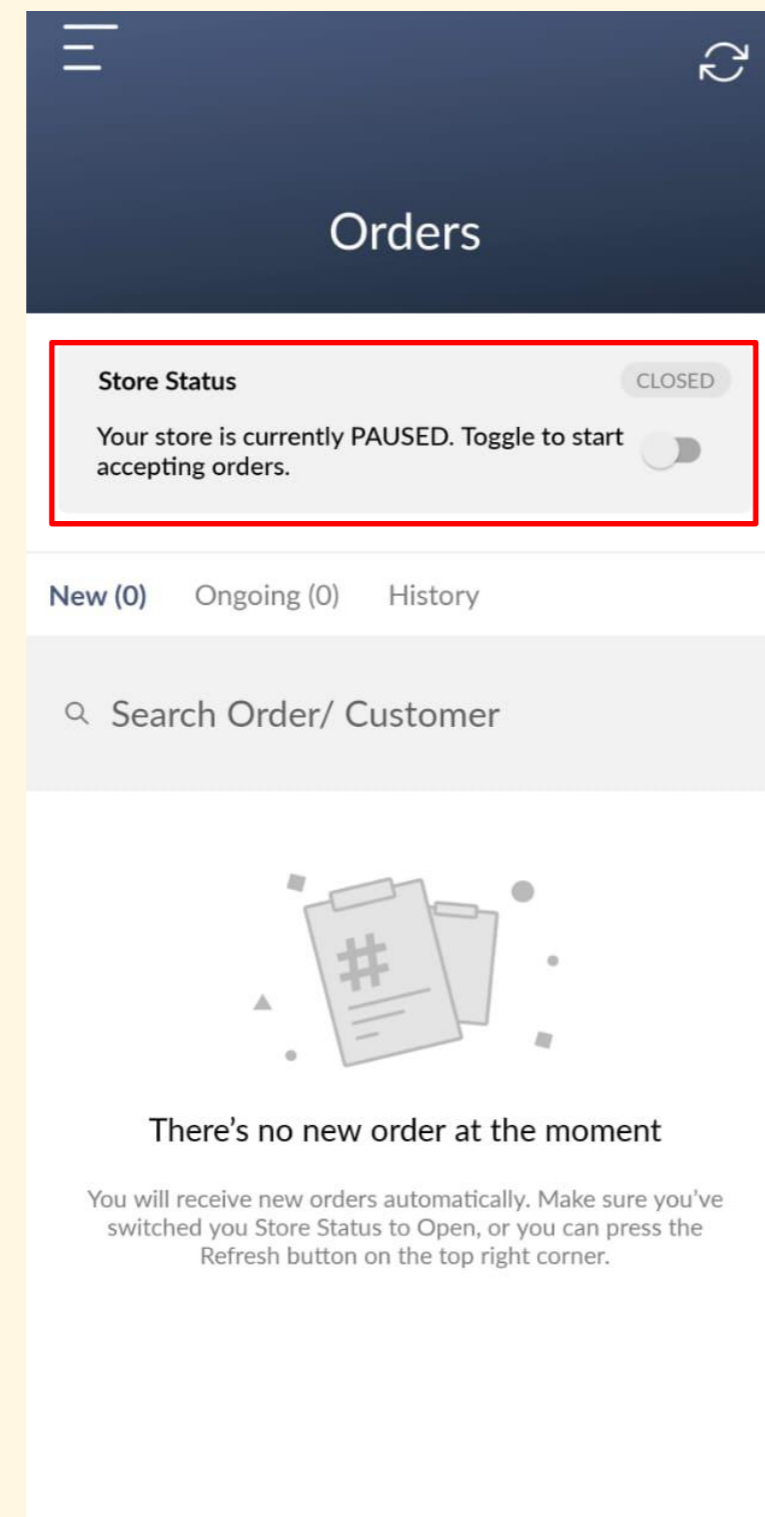 Orders
Store Status
CLOSED
Your store is currently PAUSED. Toggle to start
accepting orders.
New (0) Ongoing (0) History
Search Order/ Customer
#
There's no new order at the moment
You will receive new orders automatically. Make sure you've
switched you Store Status to Open, or you can press the
Refresh button on the top right corner.